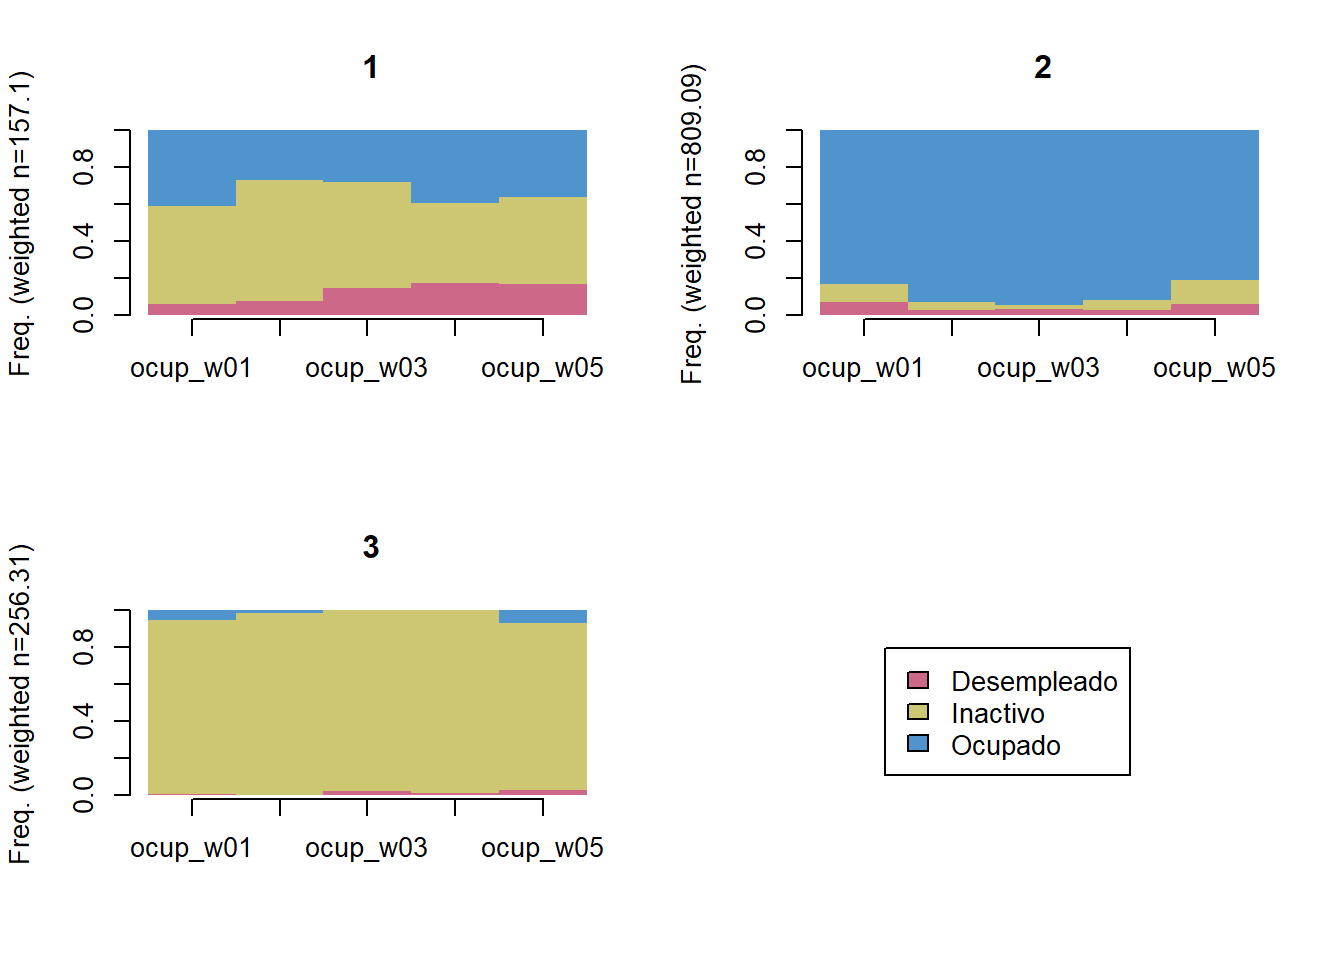 1
Freq. (weighted n=157.1)
0.8
0.4
0.0
ocup_w01 ocup_w03 ocup_w05
2
Freq. (weighted n=809.09)
0.8
0.4
0.0
ocup_w01 ocup_w03 ocup_w05
3
Freq. (weighted n=256.31)
0.8
0.4
0.0
ocup_w01 ocup_w03 ocup_w05
Desempleado
Inactivo
Ocupado